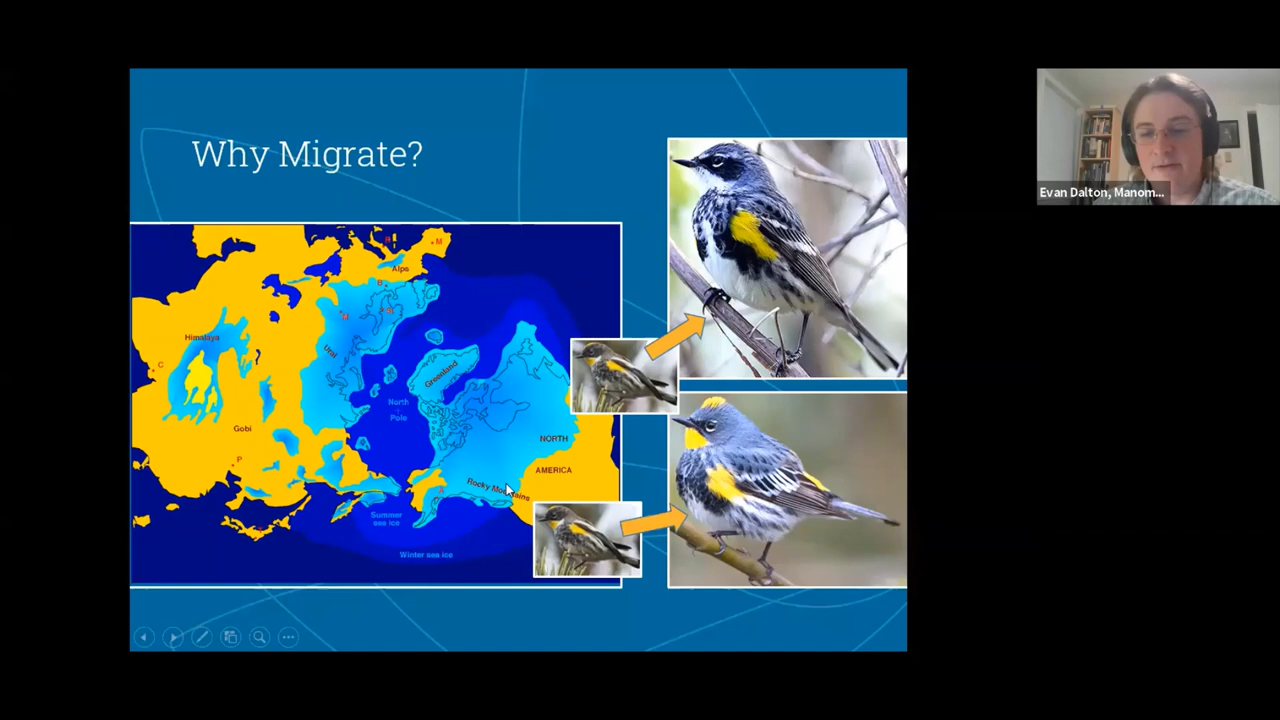 Why Migrate?
Evan Dalton, Manom...
M
Alps
Himalaya
Ural
C
Greenland
North
Pole
Gobi
P
NORTH
AMERICA
Rocky Mountains
Summer
sea ice
Winter sea ice